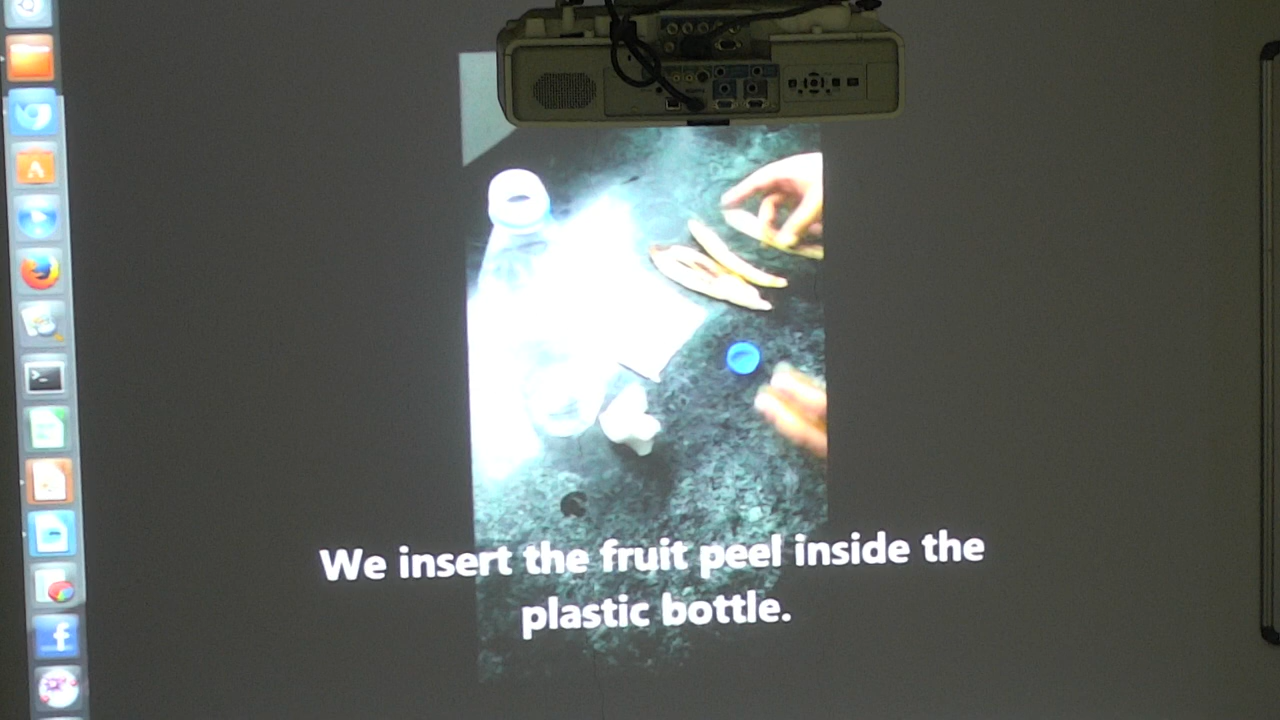 We insert the fruit peel inside the
plastic bottle.